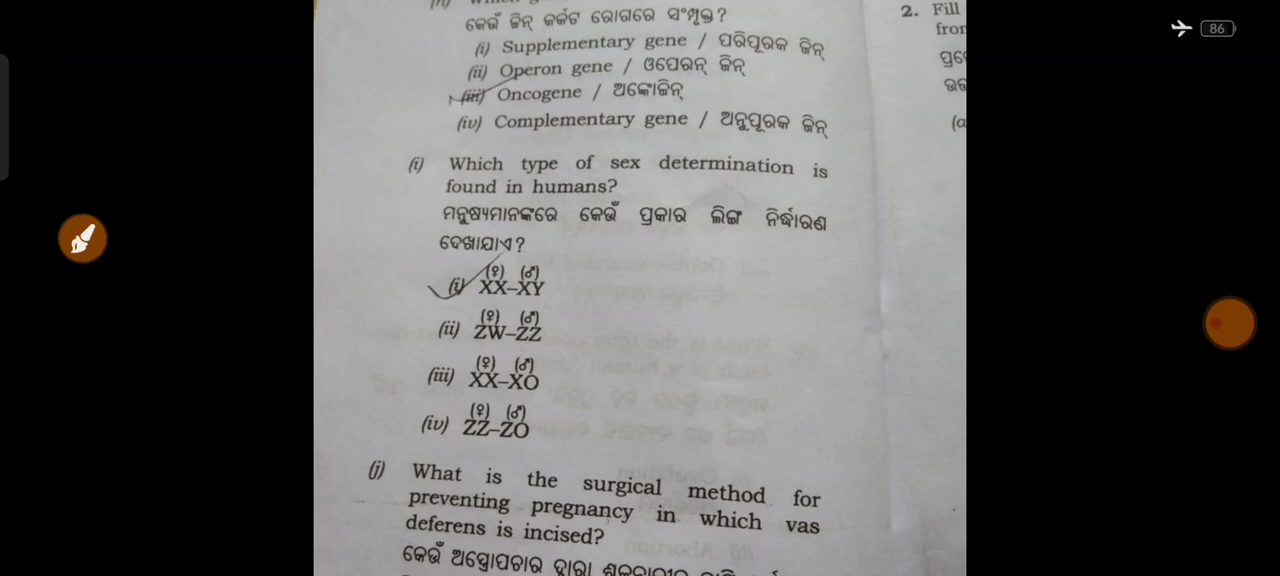 କେଉଁ ଜିନ୍ କର୍କଟ ରୋଗରେ ସଂପୃକ୍ତ?
(i) Supplementary gene / ପରିପୂରକ ଜିନ୍
(ii) Operon gene / ଓପେରନ୍ ଜିନ୍
(iii) Oncogene / ଅଙ୍କୋଜିନ୍
(iv) Complementary gene / ଅନୁପୂରକ ଜିନ୍
(i) Which type of sex determination is
found in humans?
ମନୁଷ୍ୟମାନଙ୍କରେ କେଉଁ ପ୍ରକାର ଲିଙ୍ଗ ନିର୍ଦ୍ଧାରଣ
ଦେଖାଯାଏ?
(♀) (♂)
(i) XX–XY
(♀) (♂)
(ii) ZW–ZZ
(♀) (♂)
(iii) XX–XO
(♀) (♂)
(iv) ZZ–ZO
(j) What is the surgical method for
preventing pregnancy in which vas
deferens is incised?
କେଉଁ ଅସ୍ତ୍ରୋପଚାର ଦ୍ୱାରା
2. Fill
86